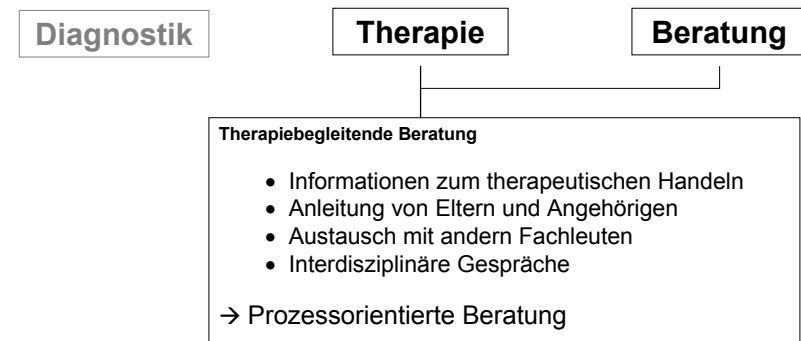 Diagnostik
Therapie
Beratung
Therapiebegleitende Beratung
• Informationen zum therapeutischen Handeln
• Anleitung von Eltern und Angehörigen
• Austausch mit andern Fachleuten
• Interdisziplinäre Gespräche
→ Prozessorientierte Beratung